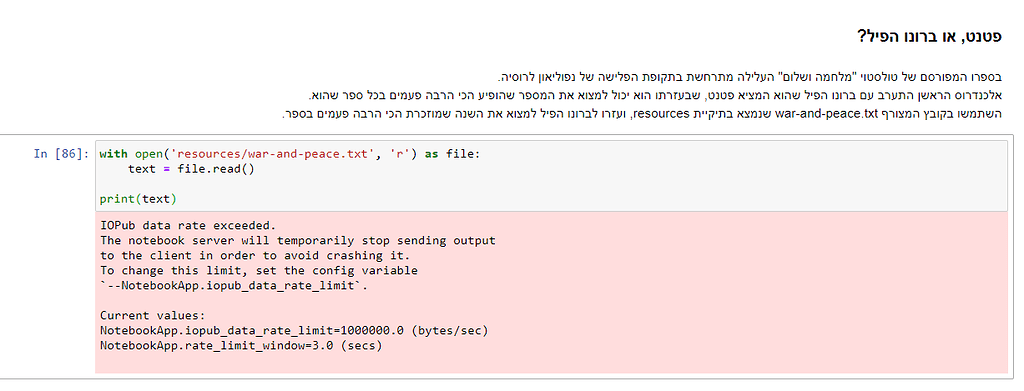 פטנט, או ברונו הפיל?
בספרו המפורסם של טולסטוי "מלחמה ושלום" העלילה מתרחשת בתקופת הפלישה של נפוליאון לרוסיה.
אלכנדרוס הראשון התערב עם ברונו הפיל שהוא המציא פטנט, שבעזרתו הוא יכול למצוא את המספר שהופיע הכי הרבה פעמים בכל ספר שהוא.
השתמשו בקובץ המצורף war-and-peace.txt שנמצא בתיקיית resources, ועזרו לברונו הפיל למצוא את השנה שמוזכרת הכי הרבה פעמים בספר.
In [86]: with open('resources/war-and-peace.txt', 'r') as file:
    text = file.read()
print(text)
IOPub data rate exceeded.
The notebook server will temporarily stop sending output
to the client in order to avoid crashing it.
To change this limit, set the config variable
`--NotebookApp.iopub_data_rate_limit`.
Current values:
NotebookApp.iopub_data_rate_limit=1000000.0 (bytes/sec)
NotebookApp.rate_limit_window=3.0 (secs)